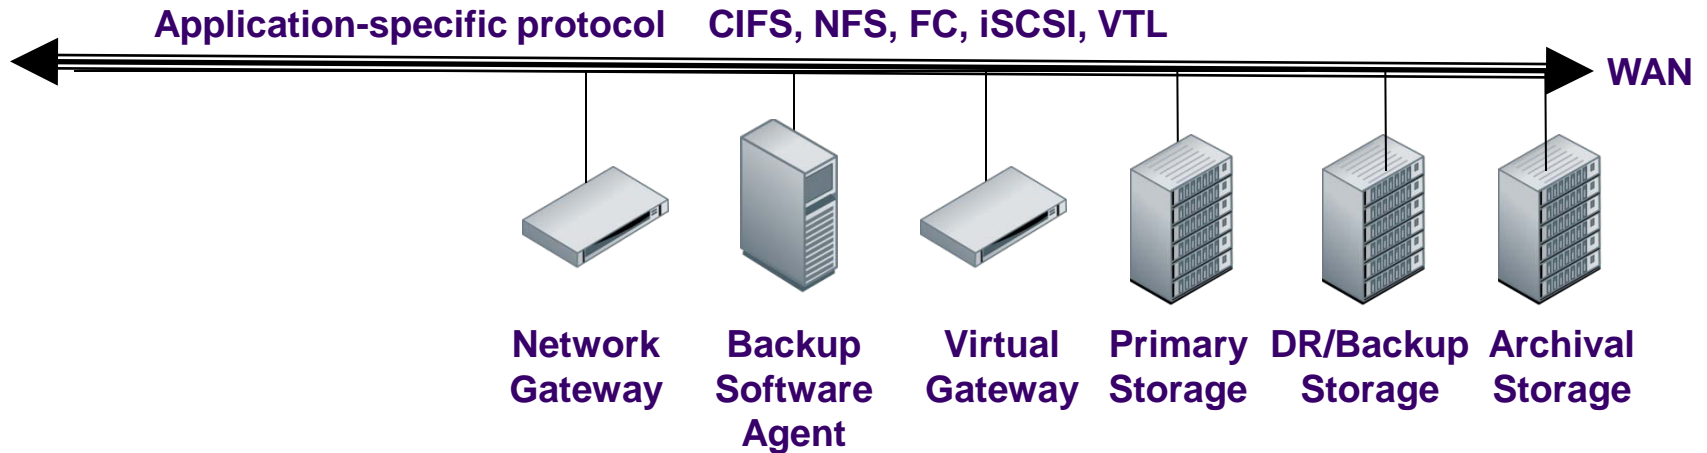 Application-specific protocol CIFS, NFS, FC, iSCSI, VTL
WAN
Network
Gateway
Backup
Software
Agent
Virtual
Gateway
Primary
Storage
DR/Backup
Storage
Archival
Storage